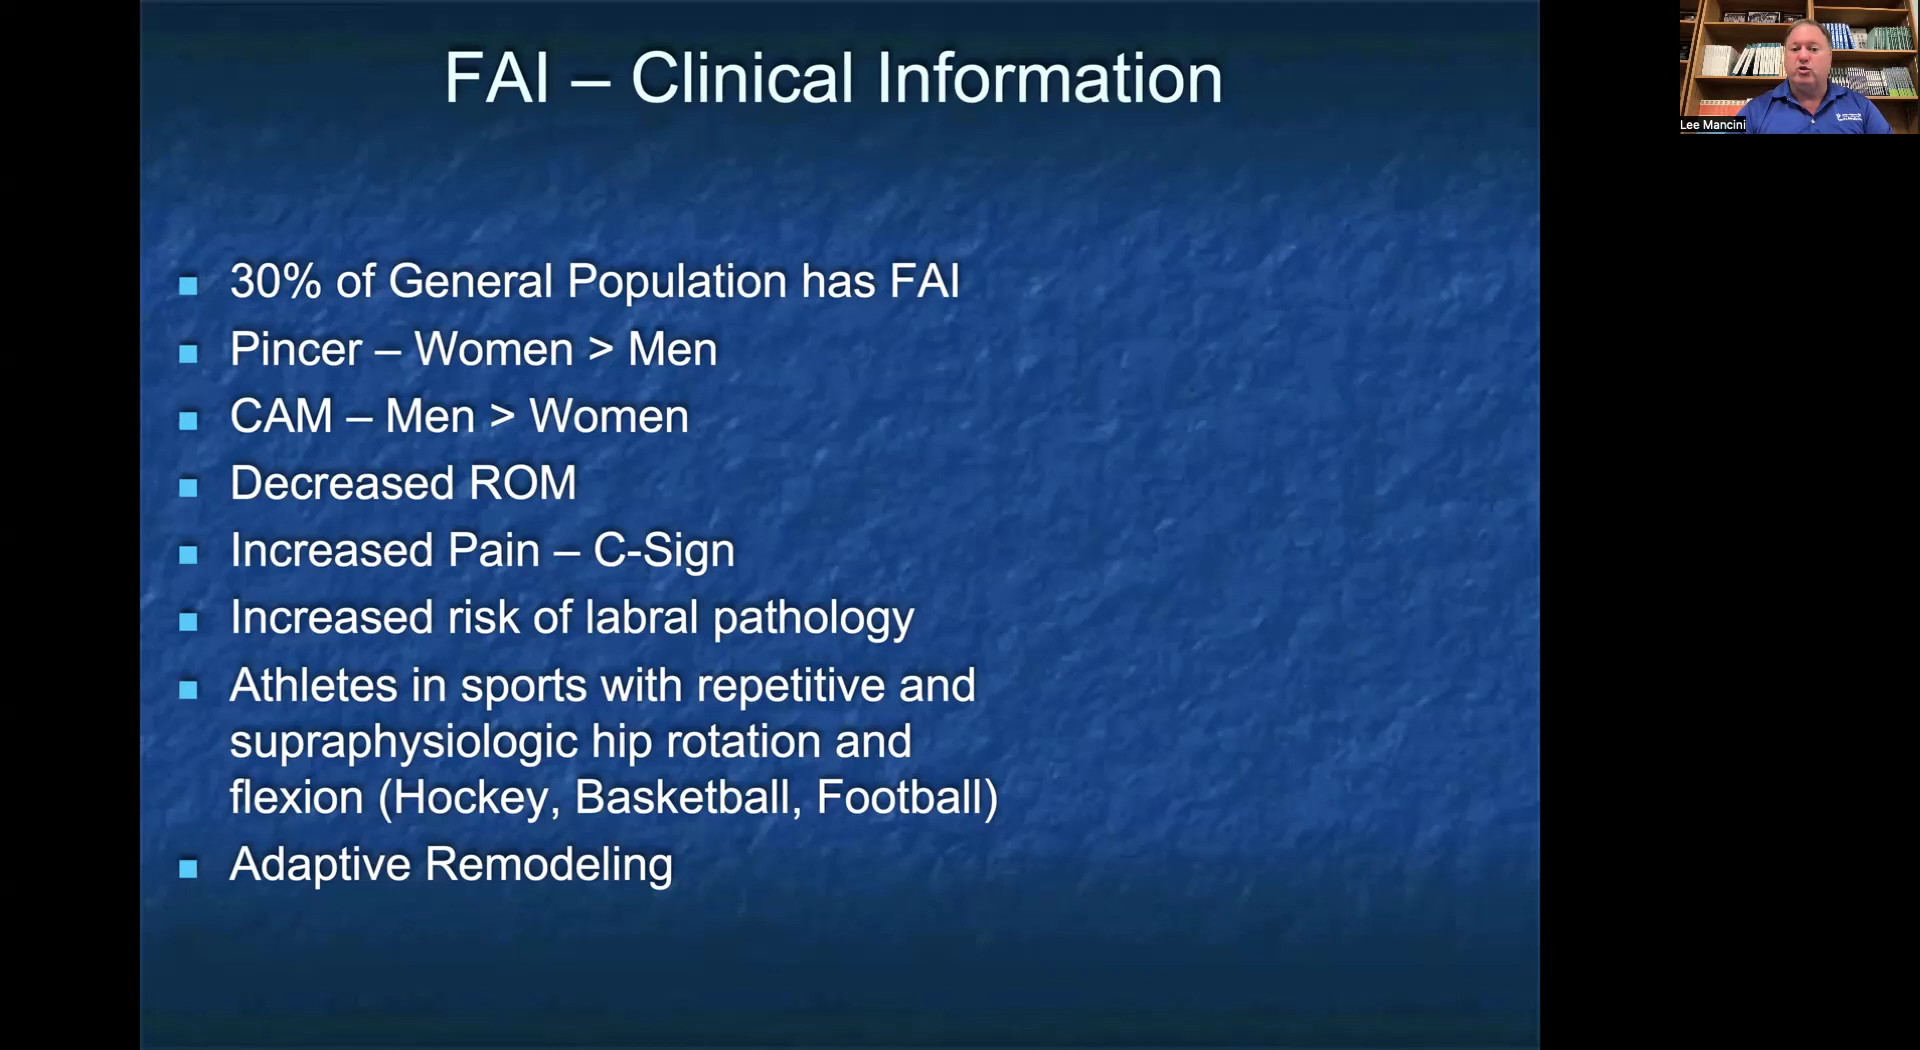 FAI – Clinical Information
30% of General Population has FAI
Pincer – Women > Men
CAM – Men > Women
Decreased ROM
Increased Pain – C-Sign
Increased risk of labral pathology
Athletes in sports with repetitive and
supraphysiologic hip rotation and
flexion (Hockey, Basketball, Football)
Adaptive Remodeling
Lee Mancini